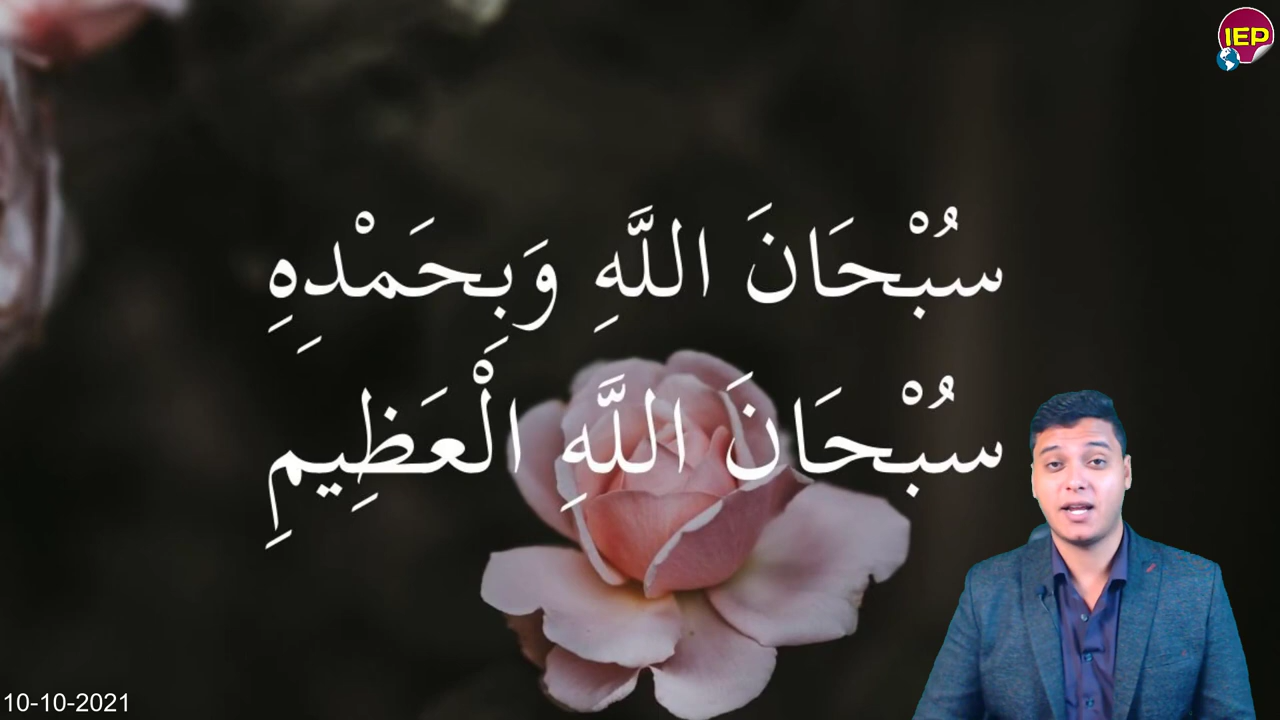 IEP
سُبْحَانَ اللَّهِ وَبِحَمْدِهِ
سُبْحَانَ اللَّهِ الْعَظِيمِ
10-10-2021